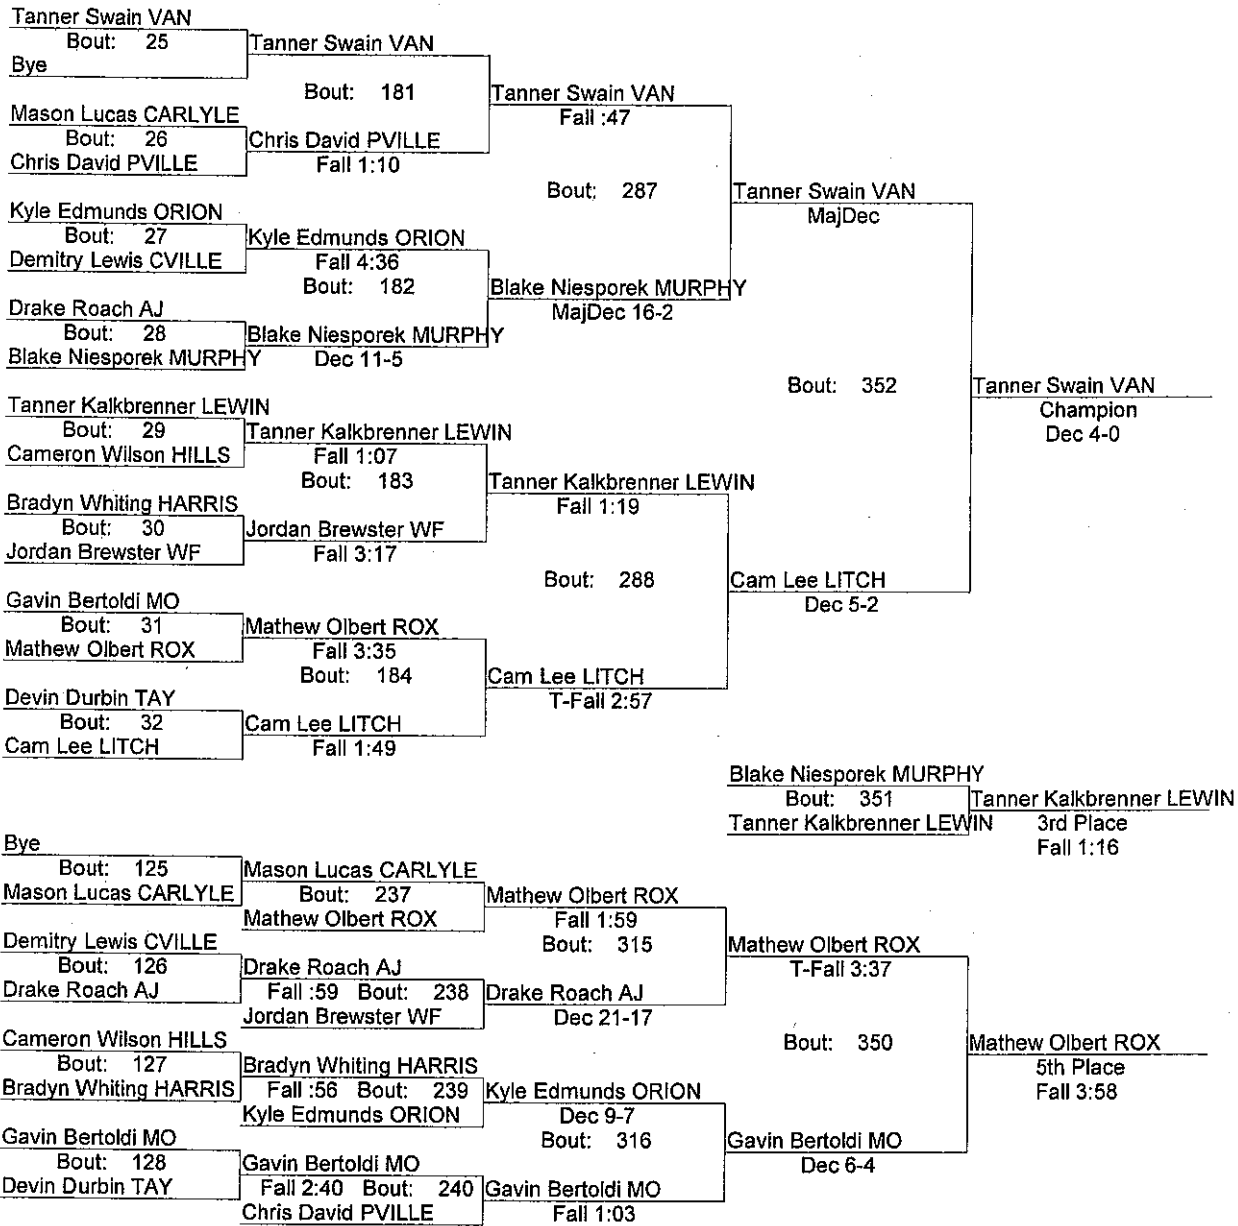 Tanner Swain VAN
Bout: 25
Bye
Tanner Swain VAN
Bout: 181
Mason Lucas CARLYLE
Bout: 26
Chris David PVILLE
Chris David PVILLE
Fall 1:10
Tanner Swain VAN
Fall :47
Bout: 287
Kyle Edmunds ORION
Bout: 27
Demitry Lewis CVILLE
Kyle Edmunds ORION
Fall 4:36
Bout: 182
Drake Roach AJ
Bout: 28
Blake Niesporek MURPHY
Blake Niesporek MURPHY
Dec 11-5
Blake Niesporek MURPHY
MajDec 16-2
Tanner Swain VAN
MajDec
Bout: 352
Tanner Swain VAN
Champion
Dec 4-0
Tanner Kalkbrenner LEWIN
Bout: 29
Cameron Wilson HILLS
Tanner Kalkbrenner LEWIN
Fall 1:07
Bout: 183
Bradyn Whiting HARRIS
Bout: 30
Jordan Brewster WF
Jordan Brewster WF
Fall 3:17
Tanner Kalkbrenner LEWIN
Fall 1:19
Bout: 288
Gavin Bertoldi MO
Bout: 31
Mathew Olbert ROX
Mathew Olbert ROX
Fall 3:35
Bout: 184
Devin Durbin TAY
Bout: 32
Cam Lee LITCH
Cam Lee LITCH
Fall 1:49
Cam Lee LITCH
T-Fall 2:57
Cam Lee LITCH
Dec 5-2
Blake Niesporek MURPHY
Bout: 351
Tanner Kalkbrenner LEWIN
Tanner Kalkbrenner LEWIN
3rd Place
Fall 1:16
Bye
Bout: 125
Mason Lucas CARLYLE
Mason Lucas CARLYLE
Bout: 237
Mathew Olbert ROX
Mathew Olbert ROX
Fall 1:59
Bout: 315
Demitry Lewis CVILLE
Bout: 126
Drake Roach AJ
Drake Roach AJ
Fall :59 Bout: 238
Jordan Brewster WF
Drake Roach AJ
Dec 21-17
Mathew Olbert ROX
T-Fall 3:37
Bout: 350
Mathew Olbert ROX
5th Place
Fall 3:58
Cameron Wilson HILLS
Bout: 127
Bradyn Whiting HARRIS
Bradyn Whiting HARRIS
Fall :56 Bout: 239
Kyle Edmunds ORION
Kyle Edmunds ORION
Dec 9-7
Bout: 316
Gavin Bertoldi MO
Bout: 128
Devin Durbin TAY
Gavin Bertoldi MO
Fall 2:40 Bout: 240
Chris David PVILLE
Gavin Bertoldi MO
Fall 1:03
Gavin Bertoldi MO
Dec 6-4